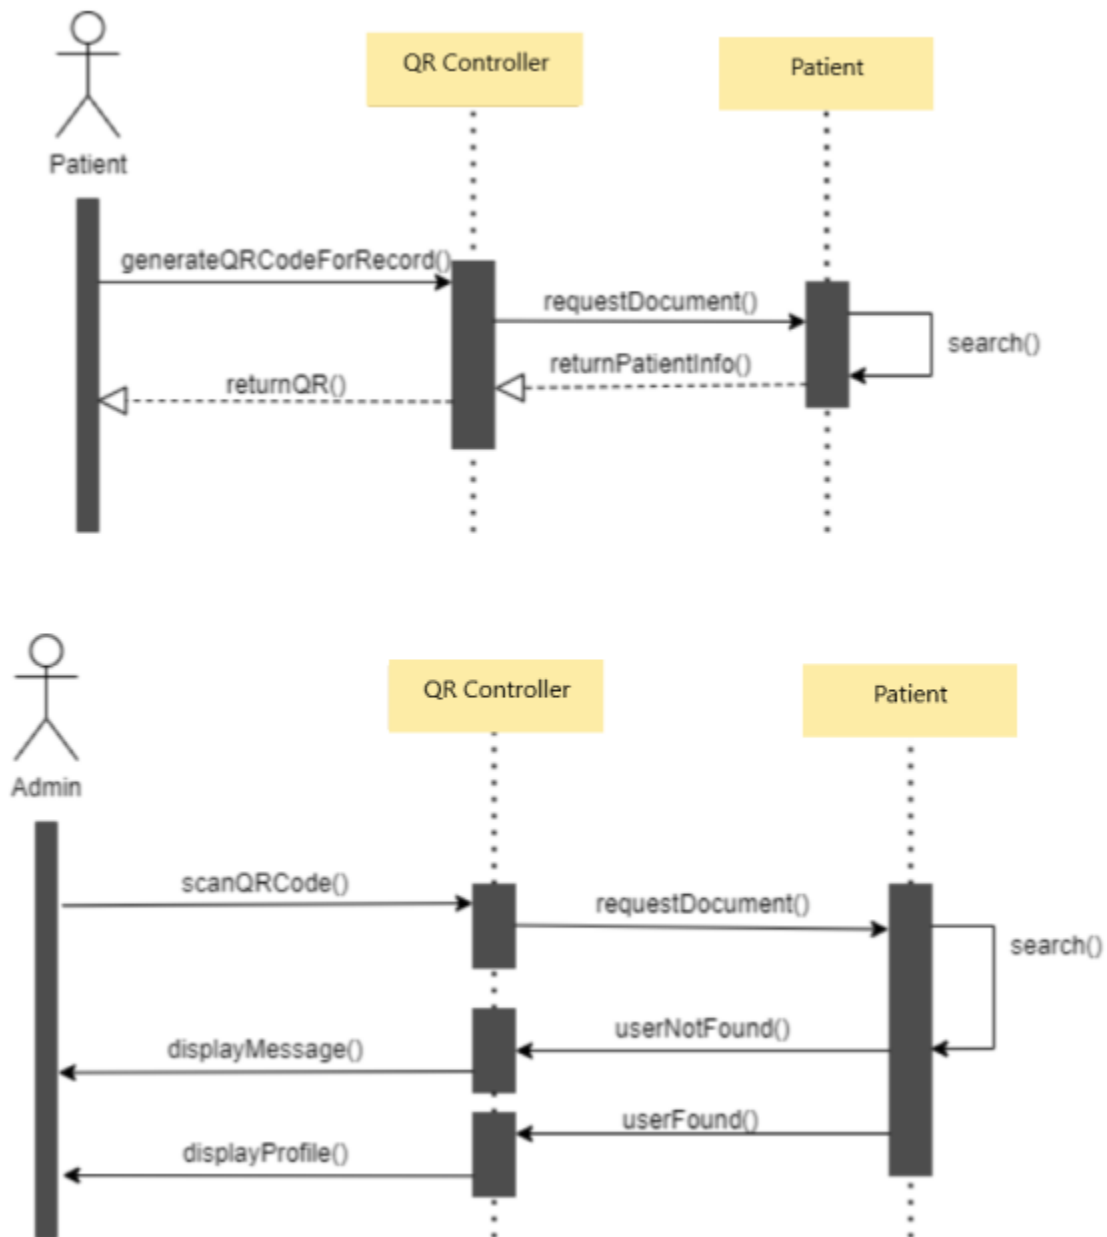 QR Controller
Patient
Patient
generateQRCodeForRecord()
requestDocument()
search()
returnPatientInfo()
returnQR()
QR Controller
Patient
Admin
scanQRCode()
requestDocument()
search()
userNotFound()
displayMessage()
userFound()
displayProfile()